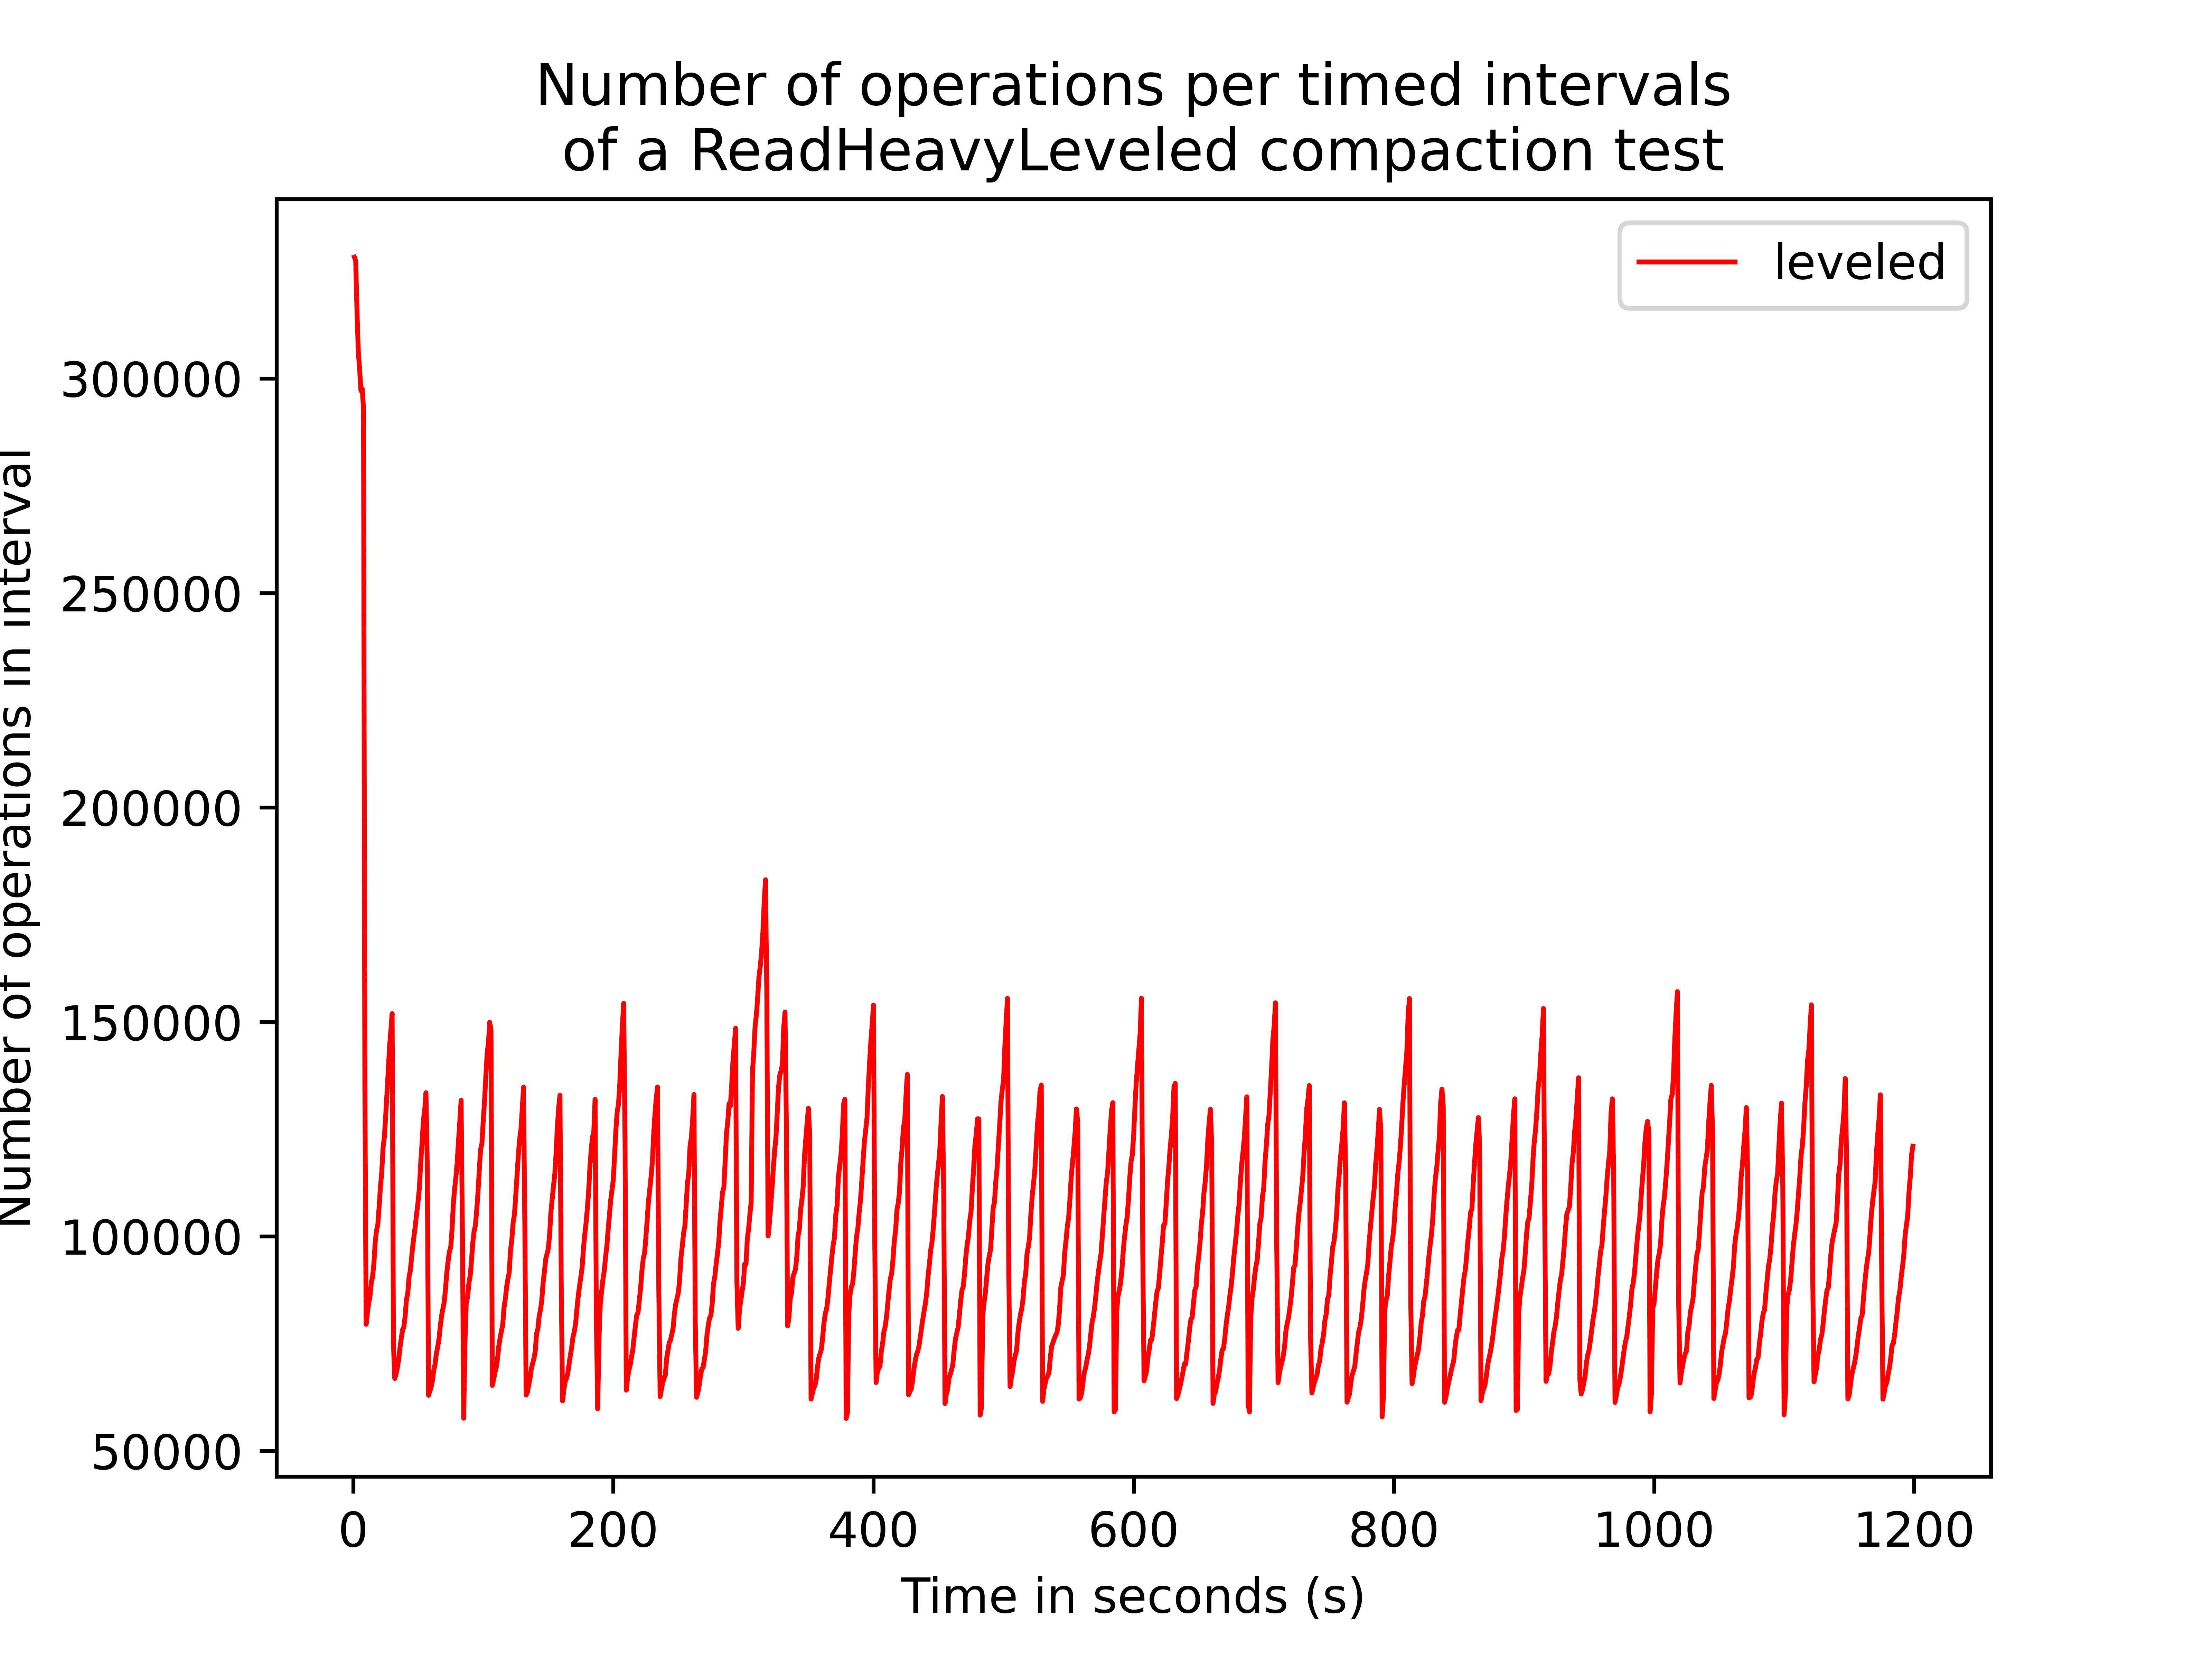 Number of operations per timed intervals
of a ReadHeavyLeveled compaction test
leveled
Number of operations in interval
300000
250000
200000
150000
100000
50000
0
200
400
600
800
1000
1200
Time in seconds (s)